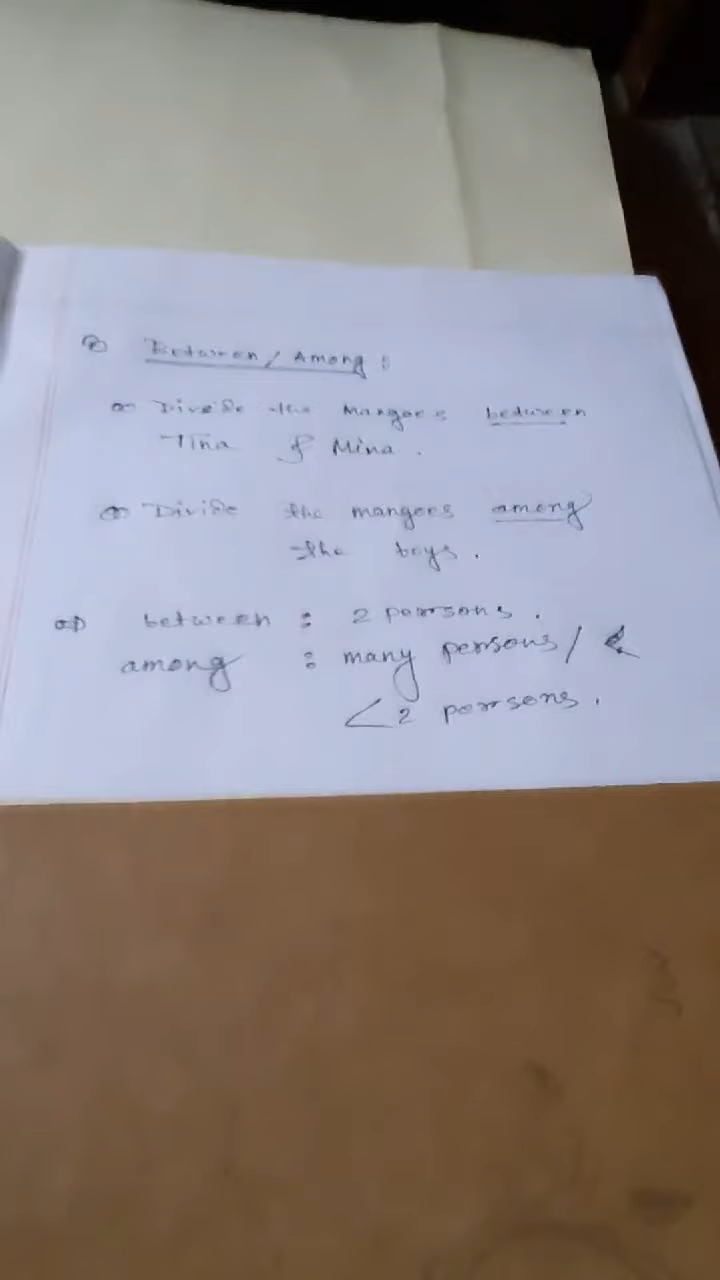 Between / Among :
Divide the Mangoes between
Tina & Mina .
Divide the mangoes among
the boys .
between : 2 persons .
among : many persons /
< 2 persons .